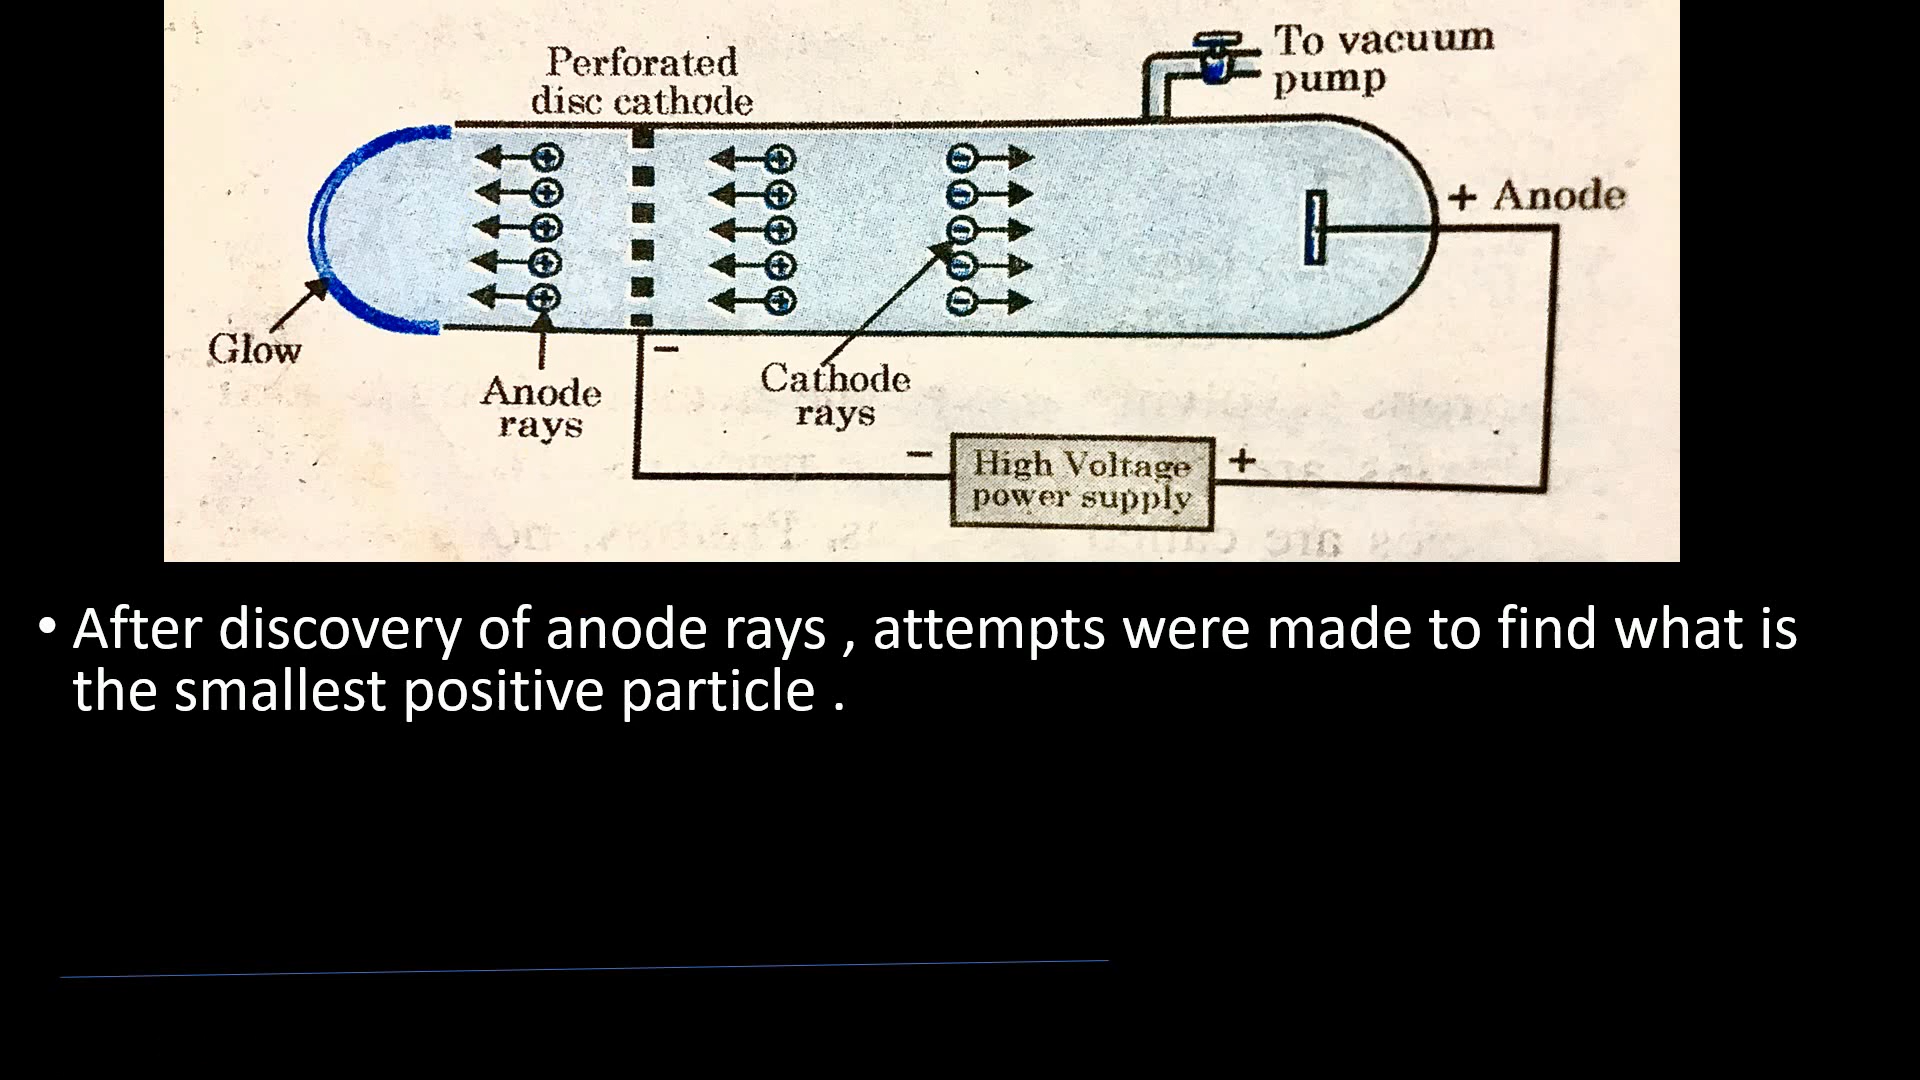 Perforated
disc cathode
To vacuum
pump
+ Anode
Glow
Anode
rays
−
Cathode
rays
−
High Voltage
power supply
+
• After discovery of anode rays , attempts were made to find what is
the smallest positive particle .